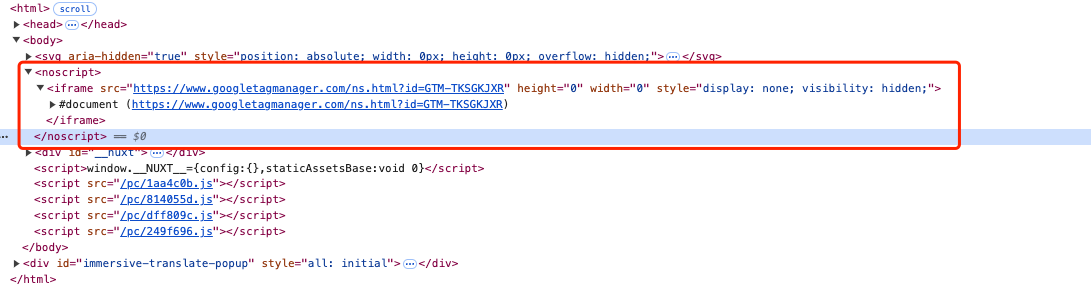 <html> scroll
▶<head>⋯</head>
▼<body>
▶<svg aria-hidden="true" style="position: absolute; width: 0px; height: 0px; overflow: hidden;">⋯</svg>
▼<noscript>
▼<iframe src="https://www.googletagmanager.com/ns.html?id=GTM-TKSGKJXR" height="0" width="0" style="display: none; visibility: hidden;">
▶#document (https://www.googletagmanager.com/ns.html?id=GTM-TKSGKJXR)
</iframe>
⋯ </noscript> == $0
▶<div id="__nuxt">⋯</div>
<script>window.__NUXT__={config:{},staticAssetsBase:void 0}</script>
<script src="/pc/1aa4c0b.js"></script>
<script src="/pc/814055d.js"></script>
<script src="/pc/dff809c.js"></script>
<script src="/pc/249f696.js"></script>
</body>
▶<div id="immersive-translate-popup" style="all: initial">⋯</div>
</html>